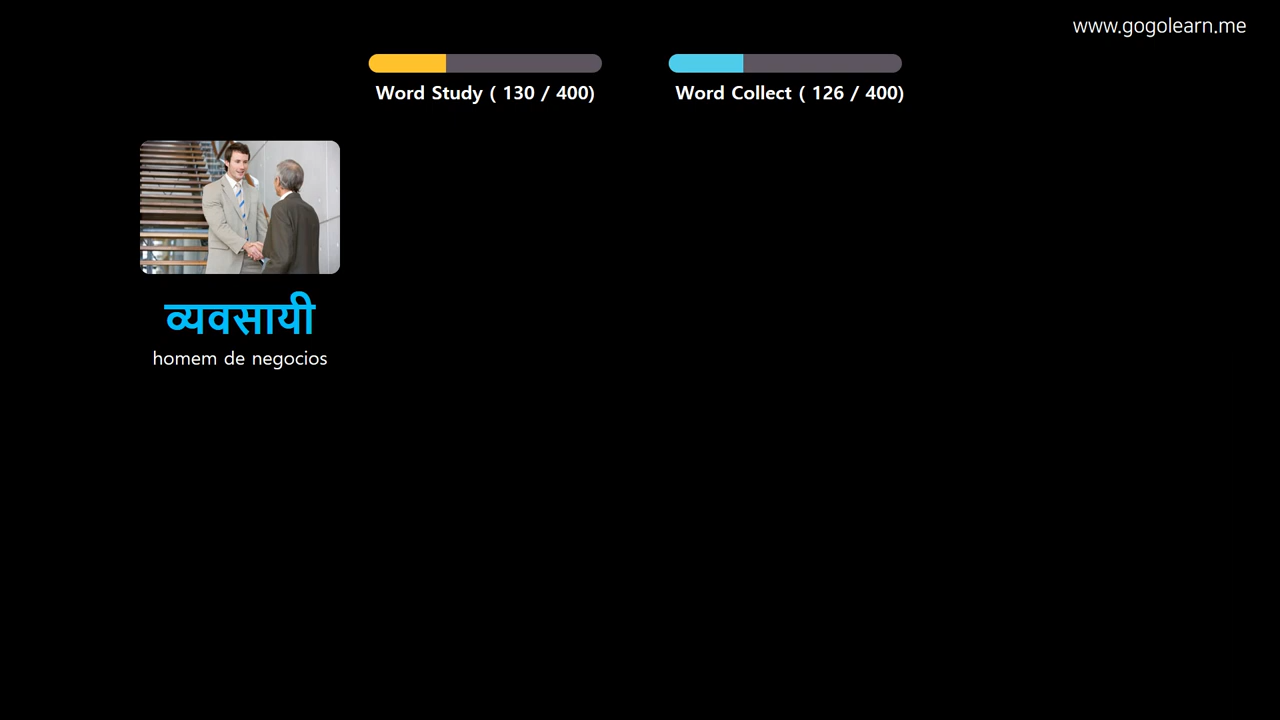 www.gogolearn.me
Word Study ( 130 / 400)
Word Collect ( 126 / 400)
व्यवसायी
homem de negocios